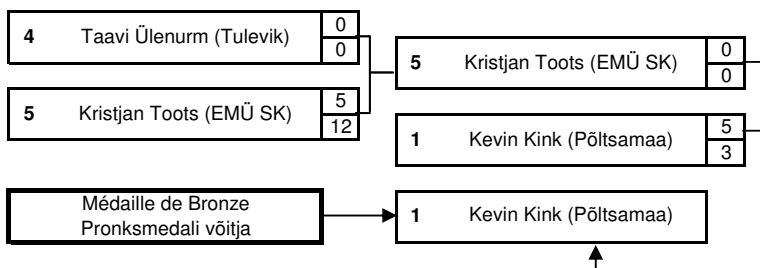 4 Taavi Ülenurm (Tulevik) 0 0
5 Kristjan Toots (EMÜ SK) 5 12
5 Kristjan Toots (EMÜ SK) 0 0
1 Kevin Kink (Põltsamaa) 5 3
Médaille de Bronze
Pronksmedali võitja
1 Kevin Kink (Põltsamaa)